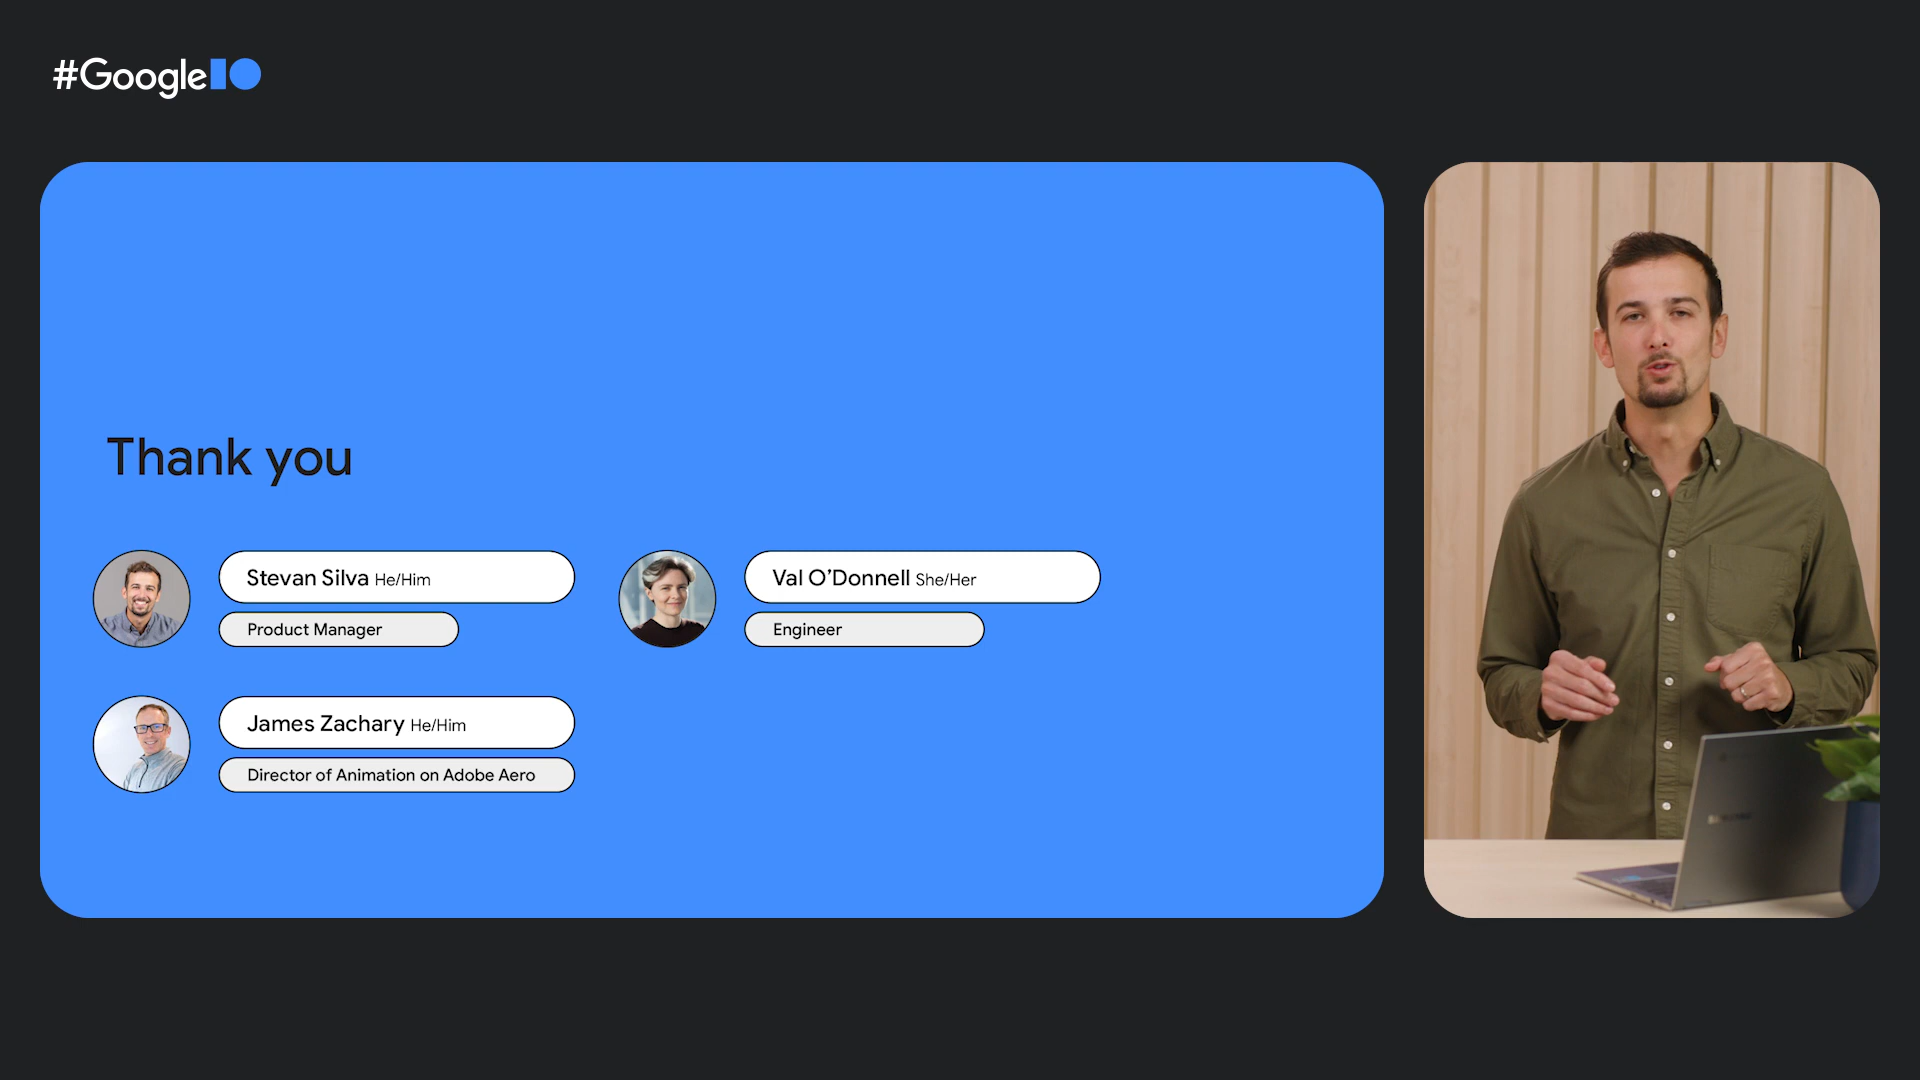 #GoogleIO
Thank you
Stevan Silva He/Him
Product Manager
Val O’Donnell She/Her
Engineer
James Zachary He/Him
Director of Animation on Adobe Aero